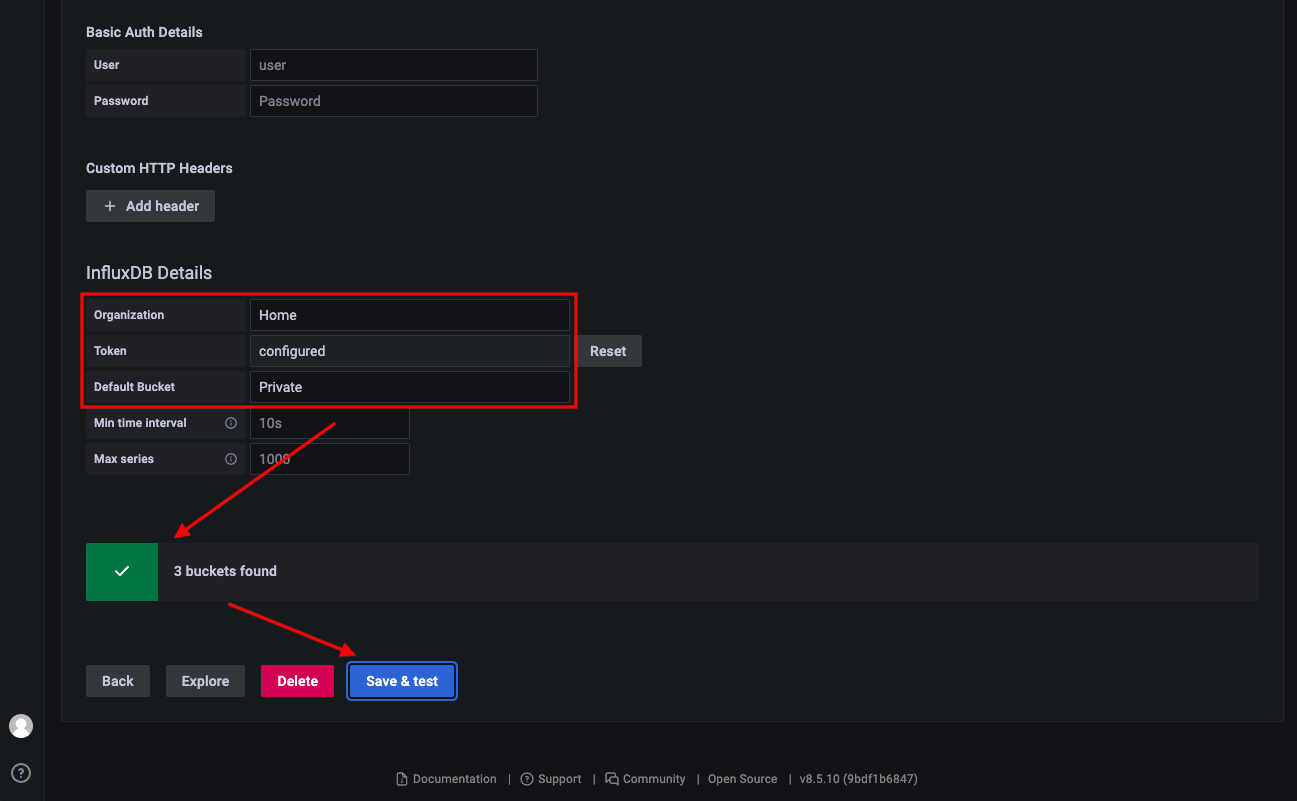 Basic Auth Details
User user
Password Password
Custom HTTP Headers
+ Add header
InfluxDB Details
Organization Home
Token configured Reset
Default Bucket Private
Min time interval 10s
Max series 1000
3 buckets found
Back Explore Delete Save & test
Documentation | Support | Community | Open Source | v8.5.10 (9bdf1b6847)